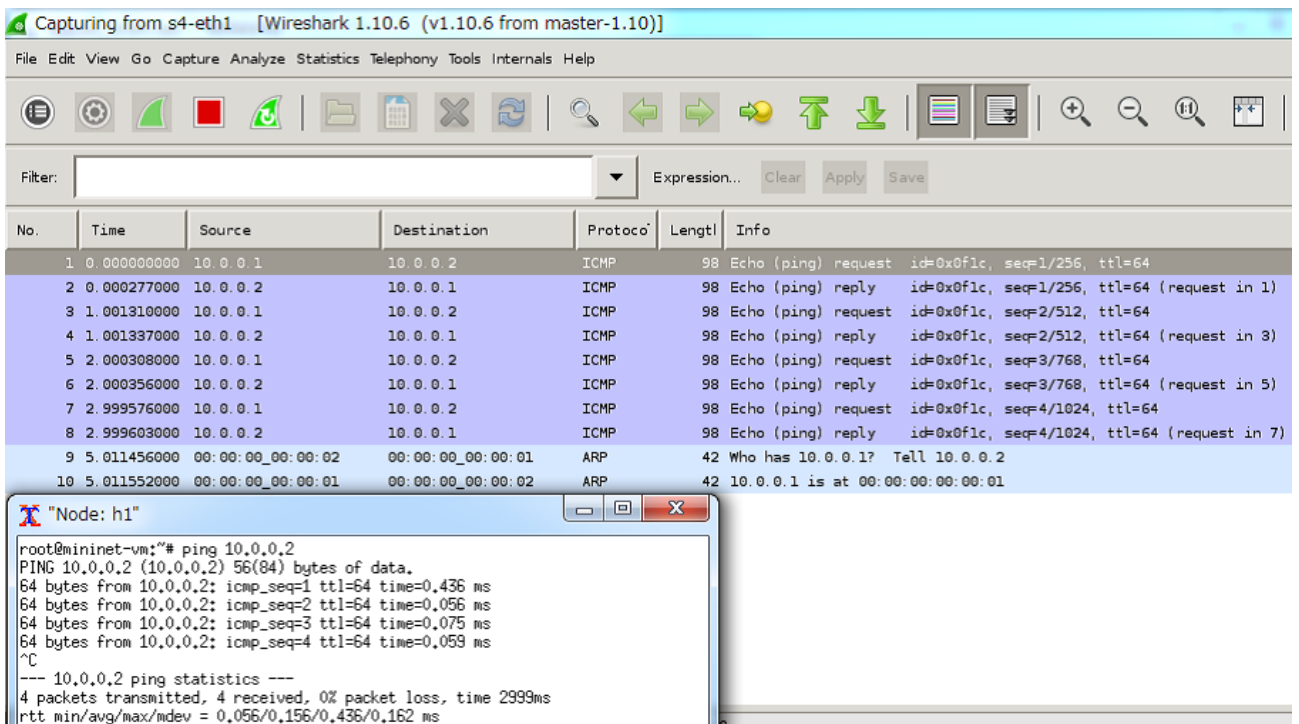 Capturing from s4-eth1 [Wireshark 1.10.6 (v1.10.6 from master-1.10)]
File Edit View Go Capture Analyze Statistics Telephony Tools Internals Help
Filter: Expression... Clear Apply Save
No. Time Source Destination Protoco Lengtl Info
1 0.000000000 10.0.0.1 10.0.0.2 ICMP 98 Echo (ping) request id=0x0f1c, seq=1/256, ttl=64
2 0.000277000 10.0.0.2 10.0.0.1 ICMP 98 Echo (ping) reply id=0x0f1c, seq=1/256, ttl=64 (request in 1)
3 1.001310000 10.0.0.1 10.0.0.2 ICMP 98 Echo (ping) request id=0x0f1c, seq=2/512, ttl=64
4 1.001337000 10.0.0.2 10.0.0.1 ICMP 98 Echo (ping) reply id=0x0f1c, seq=2/512, ttl=64 (request in 3)
5 2.000308000 10.0.0.1 10.0.0.2 ICMP 98 Echo (ping) request id=0x0f1c, seq=3/768, ttl=64
6 2.000356000 10.0.0.2 10.0.0.1 ICMP 98 Echo (ping) reply id=0x0f1c, seq=3/768, ttl=64 (request in 5)
7 2.999576000 10.0.0.1 10.0.0.2 ICMP 98 Echo (ping) request id=0x0f1c, seq=4/1024, ttl=64
8 2.999603000 10.0.0.2 10.0.0.1 ICMP 98 Echo (ping) reply id=0x0f1c, seq=4/1024, ttl=64 (request in 7)
9 5.011456000 00:00:00_00:00:02 00:00:00_00:00:01 ARP 42 Who has 10.0.0.1? Tell 10.0.0.2
10 5.011552000 00:00:00_00:00:01 00:00:00_00:00:02 ARP 42 10.0.0.1 is at 00:00:00:00:00:01
"Node: h1"
root@mininet-vm:~# ping 10.0.0.2
PING 10.0.0.2 (10.0.0.2) 56(84) bytes of data.
64 bytes from 10.0.0.2: icmp_seq=1 ttl=64 time=0.436 ms
64 bytes from 10.0.0.2: icmp_seq=2 ttl=64 time=0.056 ms
64 bytes from 10.0.0.2: icmp_seq=3 ttl=64 time=0.075 ms
64 bytes from 10.0.0.2: icmp_seq=4 ttl=64 time=0.059 ms
^C
--- 10.0.0.2 ping statistics ---
4 packets transmitted, 4 received, 0% packet loss, time 2999ms
rtt min/avg/max/mdev = 0.056/0.156/0.436/0.162 ms